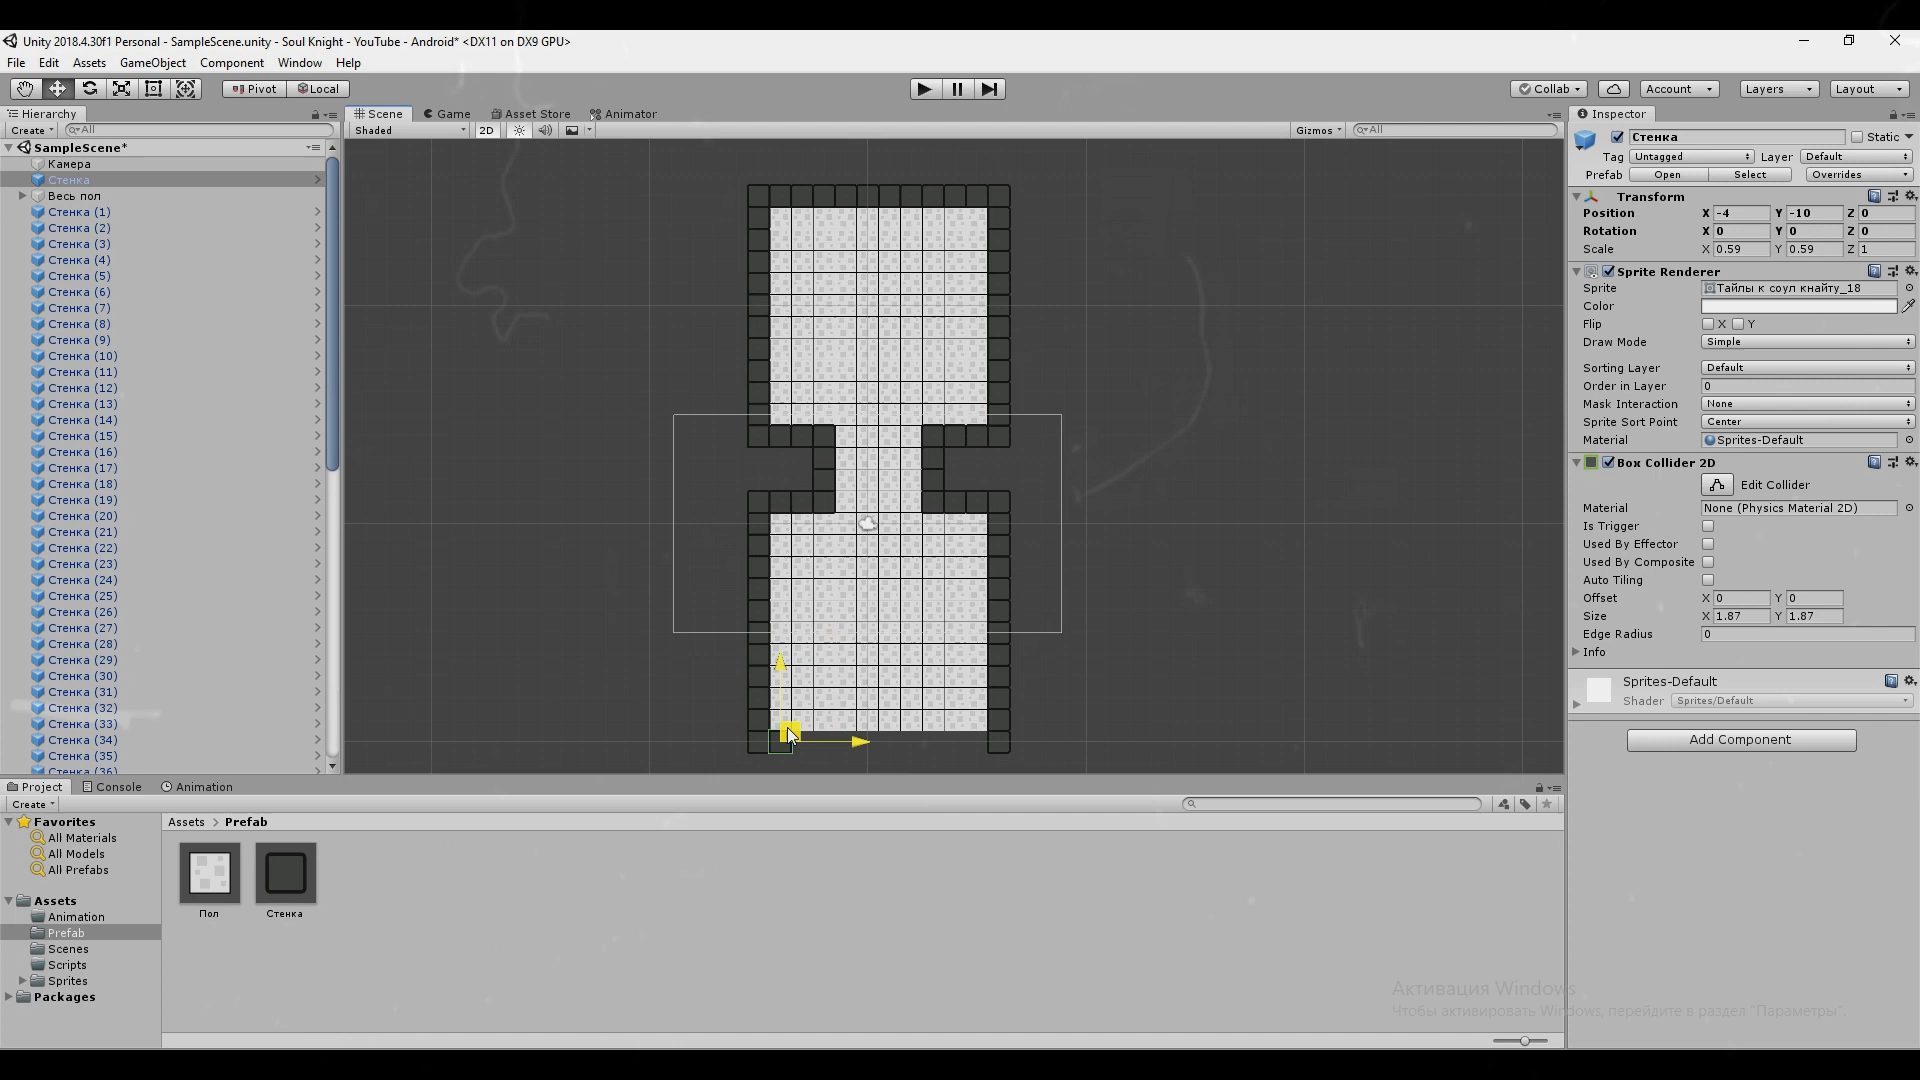 Unity 2018.4.30f1 Personal - SampleScene.unity - Soul Knight - YouTube - Android* <DX11 on DX9 GPU>
File Edit Assets GameObject Component Window Help
Pivot Local Collab Account Layers Layout
Hierarchy Scene Game Asset Store Animator Inspector
Create All Shaded 2D Gizmos All
SampleScene*
Камера
Стенка
Весь пол
Стенка (1)
Стенка (2)
Стенка (3)
Стенка (4)
Стенка (5)
Стенка (6)
Стенка (7)
Стенка (8)
Стенка (9)
Стенка (10)
Стенка (11)
Стенка (12)
Стенка (13)
Стенка (14)
Стенка (15)
Стенка (16)
Стенка (17)
Стенка (18)
Стенка (19)
Стенка (20)
Стенка (21)
Стенка (22)
Стенка (23)
Стенка (24)
Стенка (25)
Стенка (26)
Стенка (27)
Стенка (28)
Стенка (29)
Стенка (30)
Стенка (31)
Стенка (32)
Стенка (33)
Стенка (34)
Стенка (35)
Стенка (36)
Стенка Static
Tag Untagged Layer Default
Prefab Open Select Overrides
Transform
Position X -4 Y -10 Z 0
Rotation X 0 Y 0 Z 0
Scale X 0.59 Y 0.59 Z 1
Sprite Renderer
Sprite Тайлы к соул кнайту_18
Color
Flip X Y
Draw Mode Simple
Sorting Layer Default
Order in Layer 0
Mask Interaction None
Sprite Sort Point Center
Material Sprites-Default
Box Collider 2D
Edit Collider
Material None (Physics Material 2D)
Is Trigger
Used By Effector
Used By Composite
Auto Tiling
Offset X 0 Y 0
Size X 1.87 Y 1.87
Edge Radius 0
Info
Sprites-Default
Shader Sprites/Default
Add Component
Project Console Animation
Create
Favorites
All Materials
All Models
All Prefabs
Assets
Animation
Prefab
Scenes
Scripts
Sprites
Packages
Assets > Prefab
Пол Стенка
Активация Windows
Чтобы активировать Windows, перейдите в раздел "Параметры".